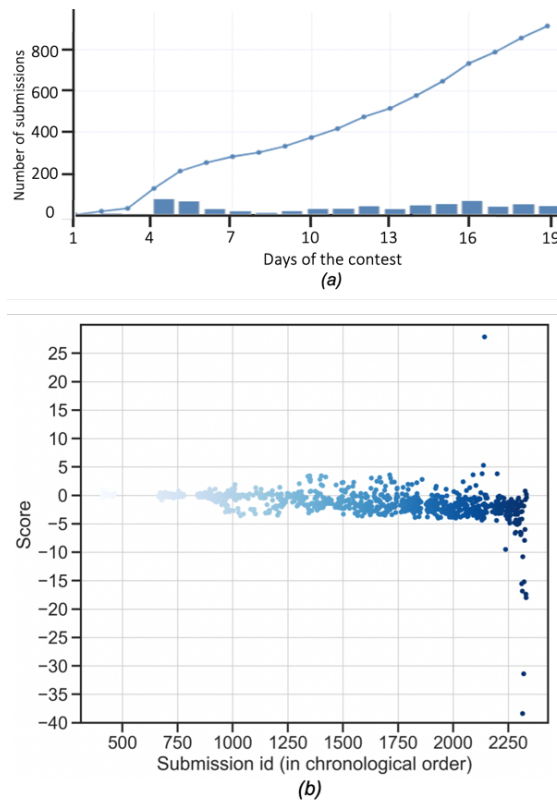 Number of submissions
800
600
400
200
0
1 4 7 10 13 16 19
Days of the contest
(a)
Score
25
20
15
10
5
0
−5
−10
−15
−20
−25
−30
−35
−40
500 750 1000 1250 1500 1750 2000 2250
Submission id (in chronological order)
(b)